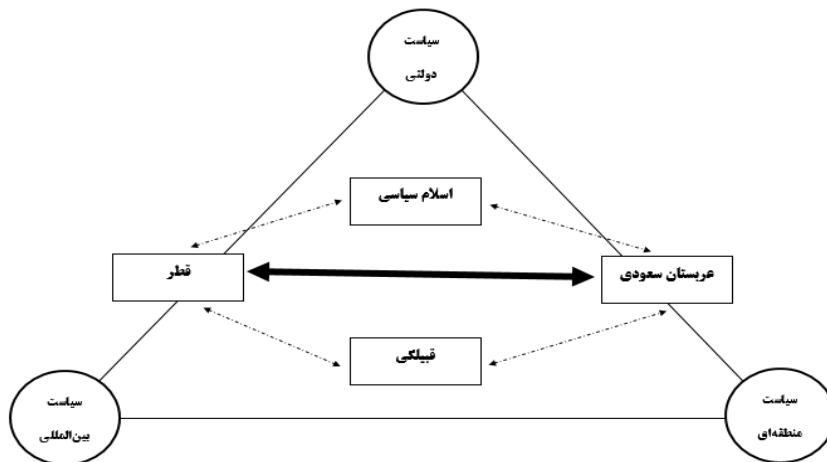 سیاست
دولتی
اسلام سیاسی
عربستان سعودی
قطر
قبیلگی
سیاست
منطقه‌ای
سیاست
بین‌المللی